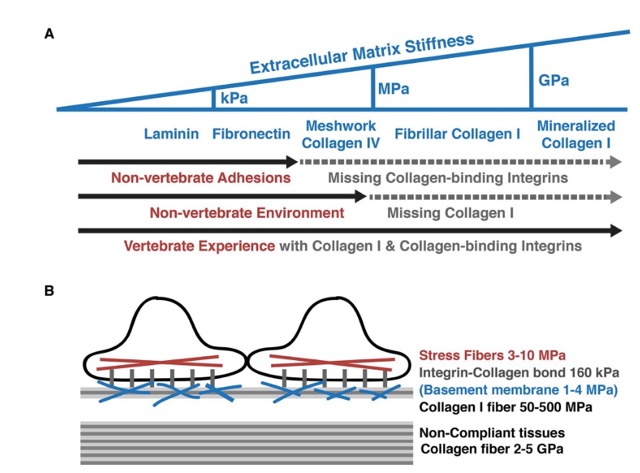 A
Extracellular Matrix Stiffness
kPa
MPa
GPa
Laminin
Fibronectin
Meshwork
Collagen IV
Fibrillar Collagen I
Mineralized
Collagen I
Non-vertebrate Adhesions
Missing Collagen-binding Integrins
Non-vertebrate Environment
Missing Collagen I
Vertebrate Experience with Collagen I & Collagen-binding Integrins
B
Stress Fibers 3-10 MPa
Integrin-Collagen bond 160 kPa
(Basement membrane 1-4 MPa)
Collagen I fiber 50-500 MPa
Non-Compliant tissues
Collagen fiber 2-5 GPa